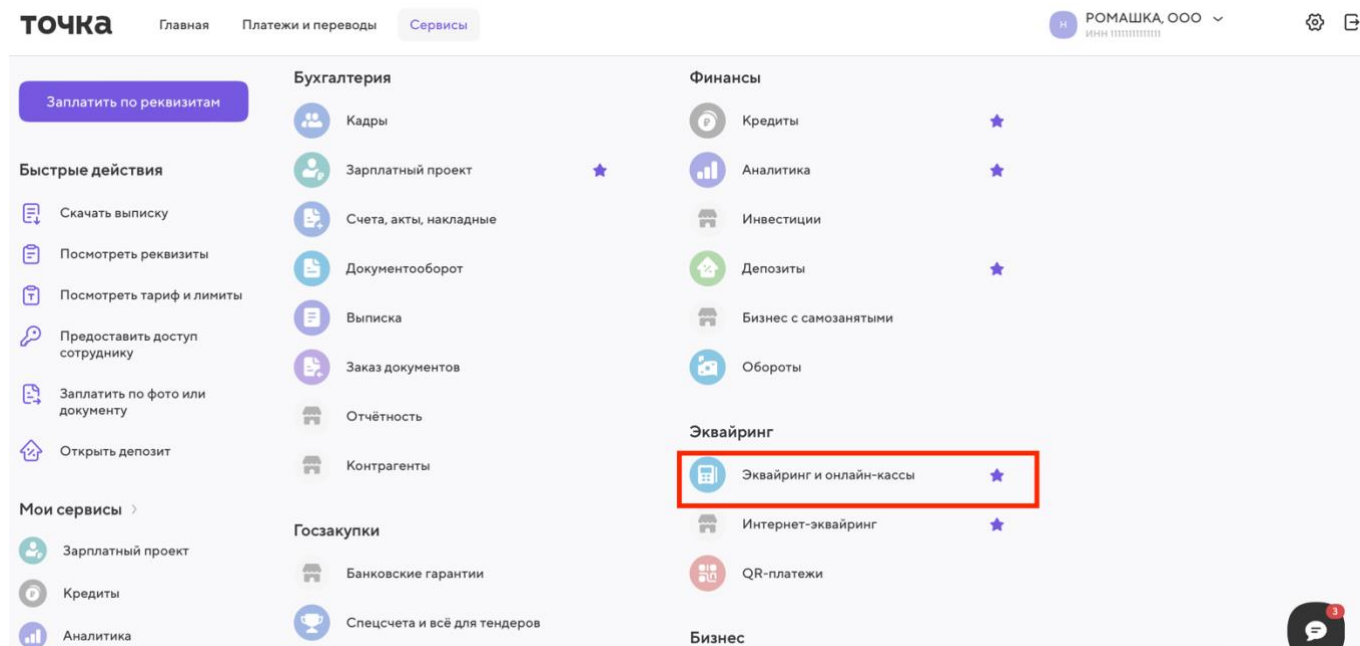 точка
Главная
Платежи и переводы
Сервисы
Н
РОМАШКА, ООО
ИНН 111111111111
Заплатить по реквизитам
Быстрые действия
Скачать выписку
Посмотреть реквизиты
Посмотреть тариф и лимиты
Предоставить доступ
сотруднику
Заплатить по фото или
документу
Открыть депозит
Мои сервисы
Зарплатный проект
Кредиты
Аналитика
Бухгалтерия
Кадры
Зарплатный проект
Счета, акты, накладные
Документооборот
Выписка
Заказ документов
Отчётность
Контрагенты
Госзакупки
Банковские гарантии
Спецсчета и всё для тендеров
Финансы
Кредиты
Аналитика
Инвестиции
Депозиты
Бизнес с самозанятыми
Обороты
Эквайринг
Эквайринг и онлайн-кассы
Интернет-эквайринг
QR-платежи
Бизнес
3